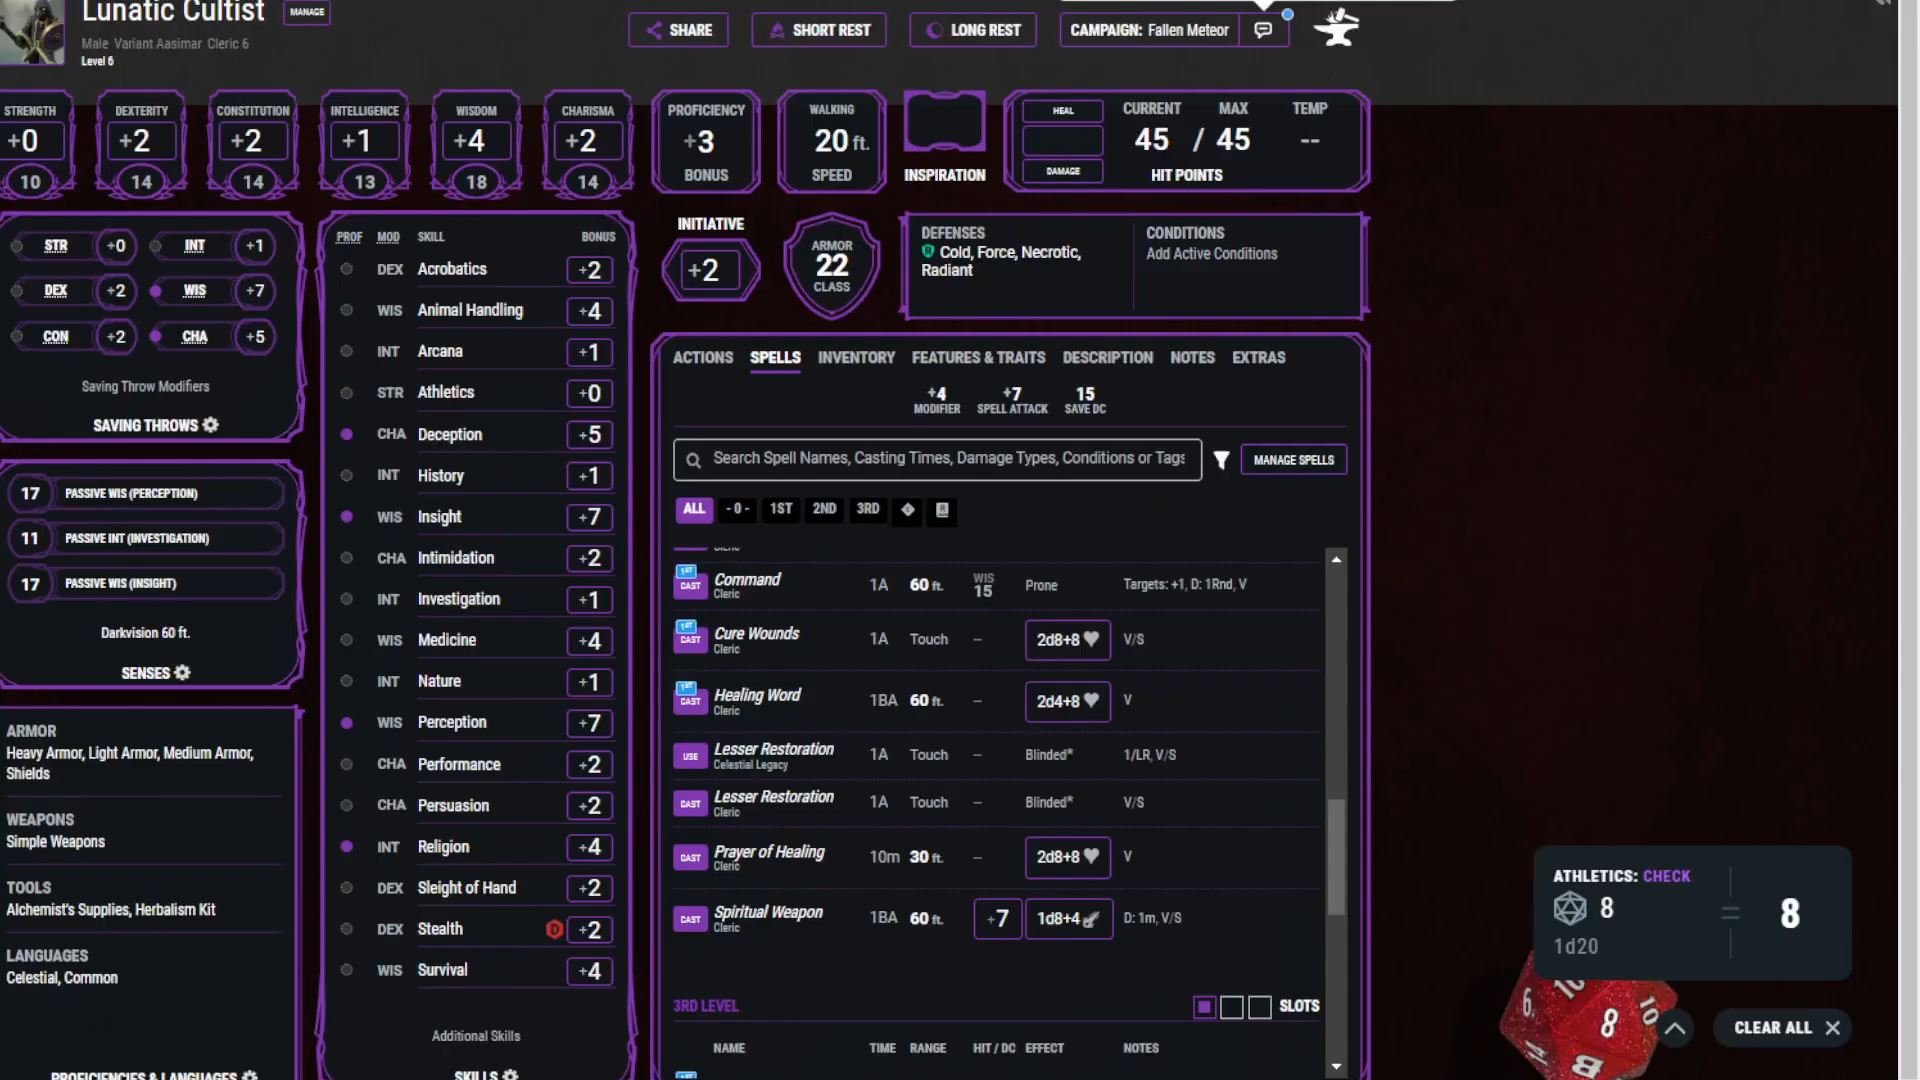 Lunatic Cultist
MANAGE
Male Variant Aasimar Cleric 6
Level 6
SHARE
SHORT REST
LONG REST
CAMPAIGN: Fallen Meteor
STRENGTH
+0
10
DEXTERITY
+2
14
CONSTITUTION
+2
14
INTELLIGENCE
+1
13
WISDOM
+4
18
CHARISMA
+2
14
PROFICIENCY
+3
BONUS
WALKING
20 ft.
SPEED
INSPIRATION
HEAL
DAMAGE
CURRENT MAX TEMP
45 / 45 --
HIT POINTS
STR +0 INT +1
DEX +2 WIS +7
CON +2 CHA +5
Saving Throw Modifiers
SAVING THROWS
17 PASSIVE WIS (PERCEPTION)
11 PASSIVE INT (INVESTIGATION)
17 PASSIVE WIS (INSIGHT)
Darkvision 60 ft.
SENSES
ARMOR
Heavy Armor, Light Armor, Medium Armor,
Shields
WEAPONS
Simple Weapons
TOOLS
Alchemist's Supplies, Herbalism Kit
LANGUAGES
Celestial, Common
PROFICIENCIES & LANGUAGES
PROF MOD SKILL BONUS
DEX Acrobatics +2
WIS Animal Handling +4
INT Arcana +1
STR Athletics +0
CHA Deception +5
INT History +1
WIS Insight +7
CHA Intimidation +2
INT Investigation +1
WIS Medicine +4
INT Nature +1
WIS Perception +7
CHA Performance +2
CHA Persuasion +2
INT Religion +4
DEX Sleight of Hand +2
DEX Stealth D +2
WIS Survival +4
Additional Skills
SKILLS
INITIATIVE
+2
ARMOR
22
CLASS
DEFENSES
R Cold, Force, Necrotic,
Radiant
CONDITIONS
Add Active Conditions
ACTIONS SPELLS INVENTORY FEATURES & TRAITS DESCRIPTION NOTES EXTRAS
+4 +7 15
MODIFIER SPELL ATTACK SAVE DC
Search Spell Names, Casting Times, Damage Types, Conditions or Tags
MANAGE SPELLS
ALL - 0 - 1ST 2ND 3RD
Cleric
1ST
CAST Command 1A 60 ft. WIS 15 Prone Targets: +1, D: 1Rnd, V
Cleric
1ST
CAST Cure Wounds 1A Touch -- 2d8+8 V/S
Cleric
1ST
CAST Healing Word 1BA 60 ft. -- 2d4+8 V
Cleric
USE Lesser Restoration 1A Touch -- Blinded* 1/LR, V/S
Celestial Legacy
CAST Lesser Restoration 1A Touch -- Blinded* V/S
Cleric
CAST Prayer of Healing 10m 30 ft. -- 2d8+8 V
Cleric
CAST Spiritual Weapon 1BA 60 ft. +7 1d8+4 D: 1m, V/S
Cleric
3RD LEVEL SLOTS
NAME TIME RANGE HIT / DC EFFECT NOTES
1ST
ATHLETICS: CHECK
8 = 8
1d20
6 10 8 10
CLEAR ALL